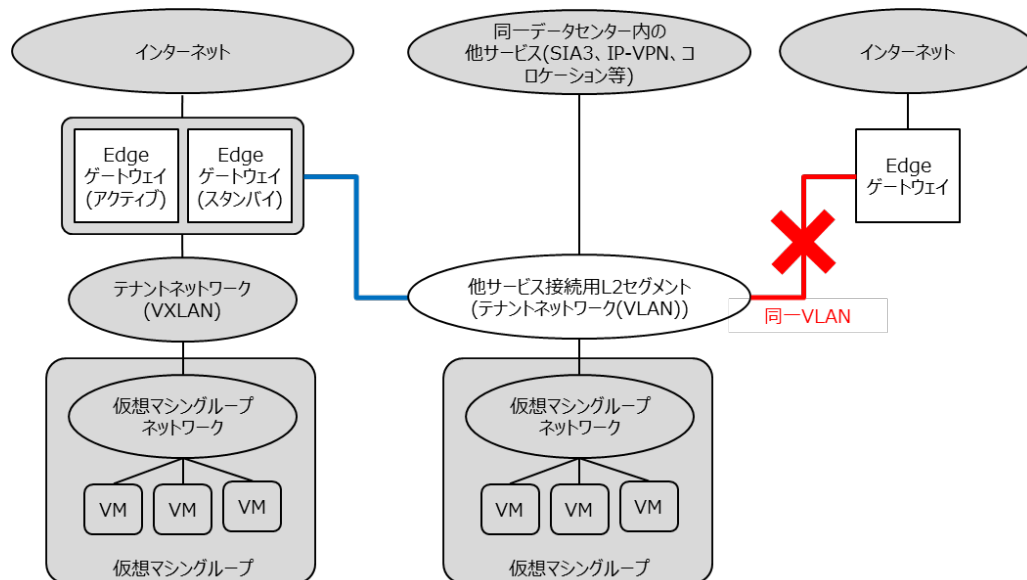 インターネット
同一データセンター内の
他サービス(SIA3、IP-VPN、コ
ロケーション等)
インターネット
Edge
ゲートウェイ
(アクティブ)
Edge
ゲートウェイ
(スタンバイ)
Edge
ゲートウェイ
テナントネットワーク
(VXLAN)
他サービス接続用L2セグメント
(テナントネットワーク(VLAN))
同一VLAN
仮想マシングループ
ネットワーク
VM
VM
VM
仮想マシングループ
仮想マシングループ
ネットワーク
VM
VM
VM
仮想マシングループ